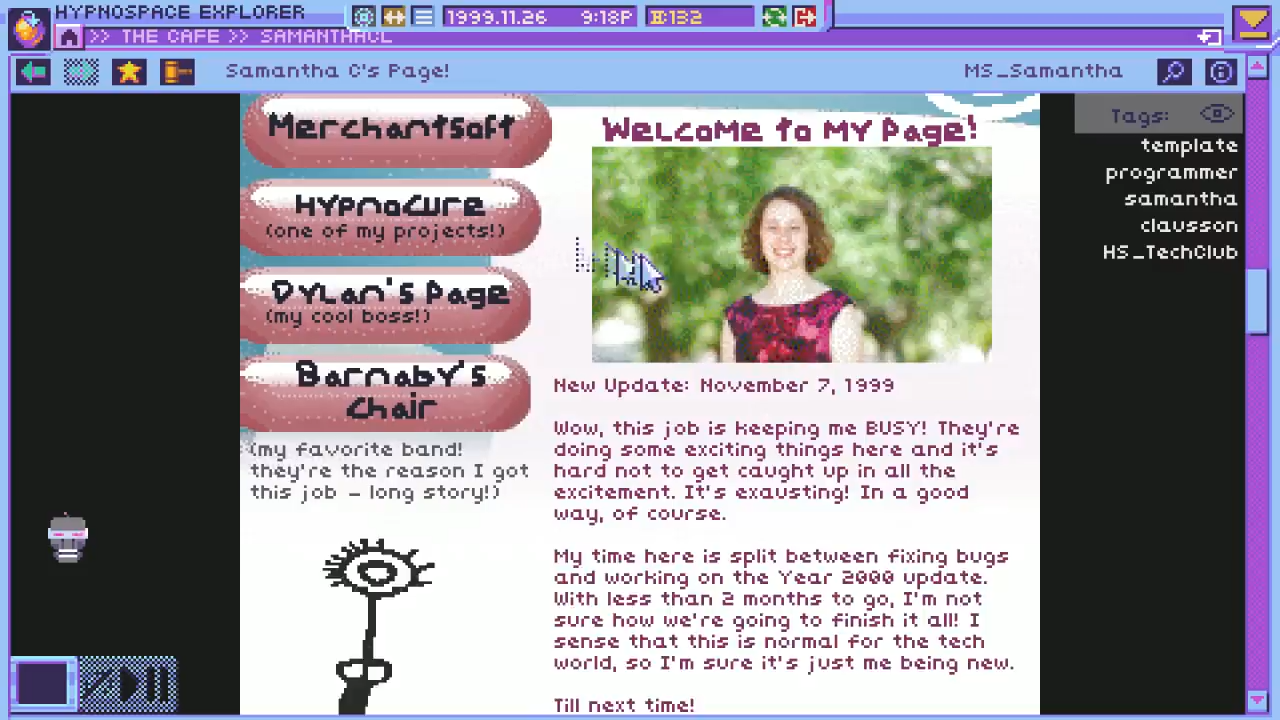 HYPNOSPACE EXPLORER
1999.11.26 9:18P
132
>> THE CAFE >> SAMANTHACL
Samantha C's Page!
MS_Samantha
Merchantsoft
HypnoCure
(one of my projects!)
Dylan's Page
(my cool boss!)
Barnaby's
Chair
(my favorite band!
they're the reason I got
this job - long story!)
Welcome to MY Page!
New Update: November 7, 1999
Wow, this job is keeping me BUSY! They're
doing some exciting things here and it's
hard not to get caught up in all the
excitement. It's exausting! In a good
way, of course.
My time here is split between fixing bugs
and working on the Year 2000 update.
With less than 2 months to go, I'm not
sure how we're going to finish it all! I
sense that this is normal for the tech
world, so I'm sure it's just me being new.
Till next time!
Tags:
template
programmer
samantha
clausson
HS_TechClub